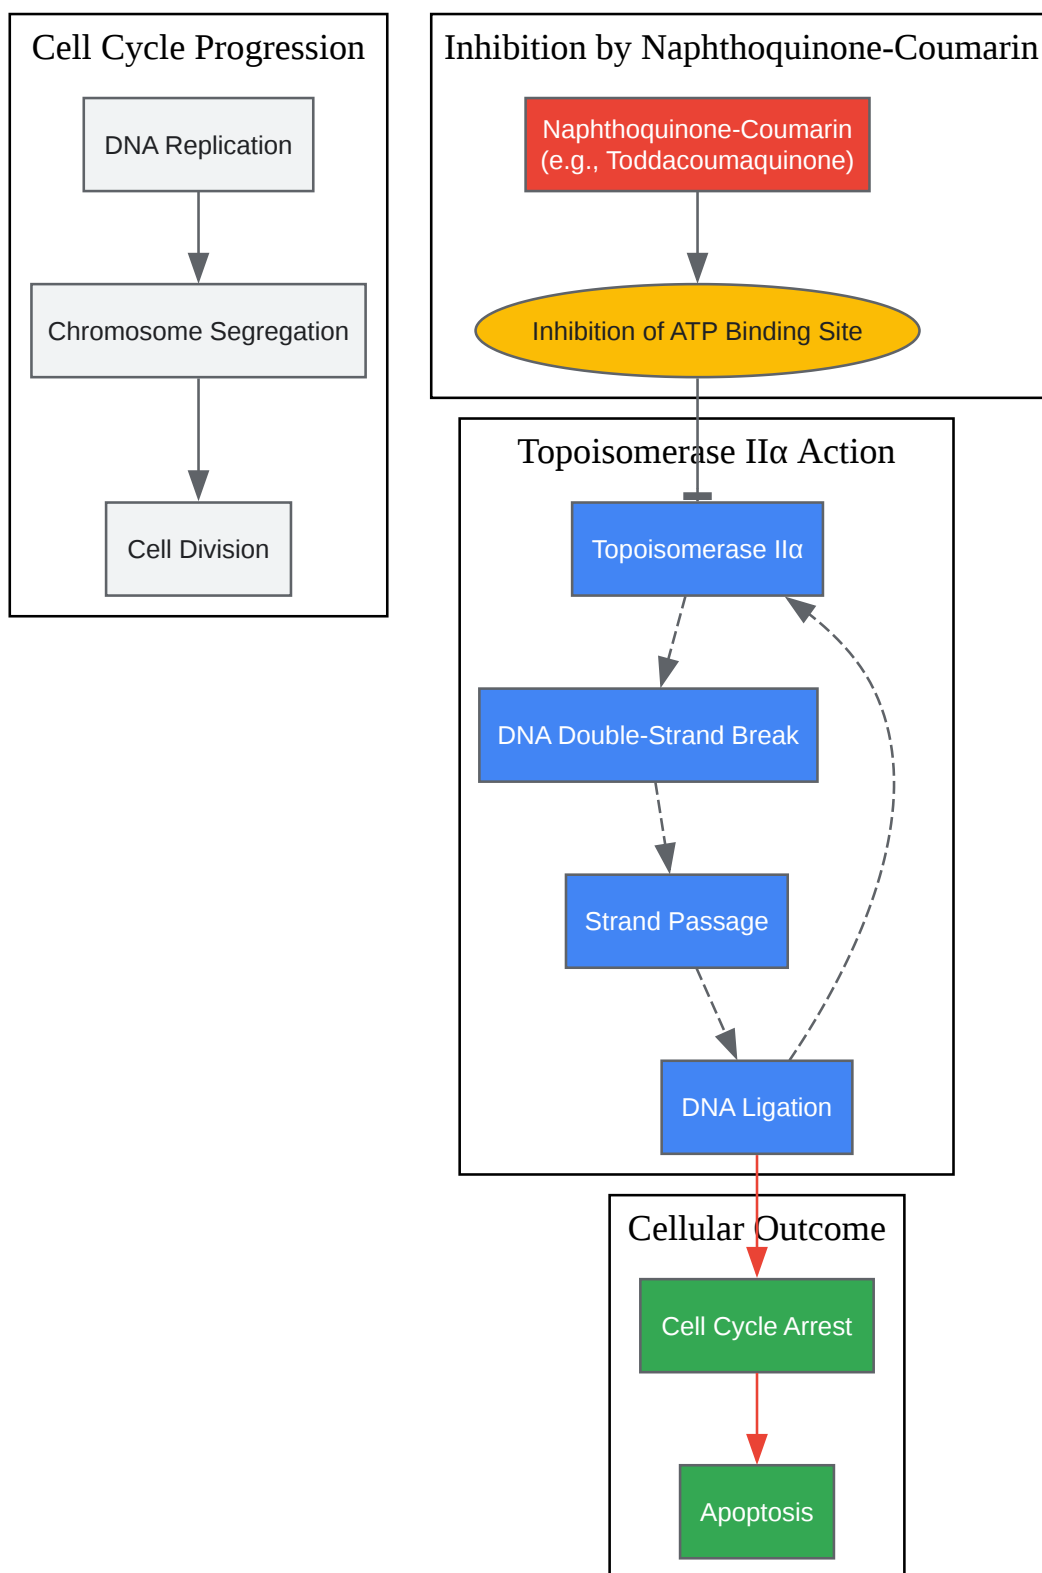 Cell Cycle Progression
DNA Replication
Chromosome Segregation
Cell Division
Inhibition by Naphthoquinone-Coumarin
Naphthoquinone-Coumarin
(e.g., Toddacoumaquinone)
Inhibition of ATP Binding Site
Topoisomerase IIα Action
Topoisomerase IIα
DNA Double-Strand Break
Strand Passage
DNA Ligation
Cellular Outcome
Cell Cycle Arrest
Apoptosis